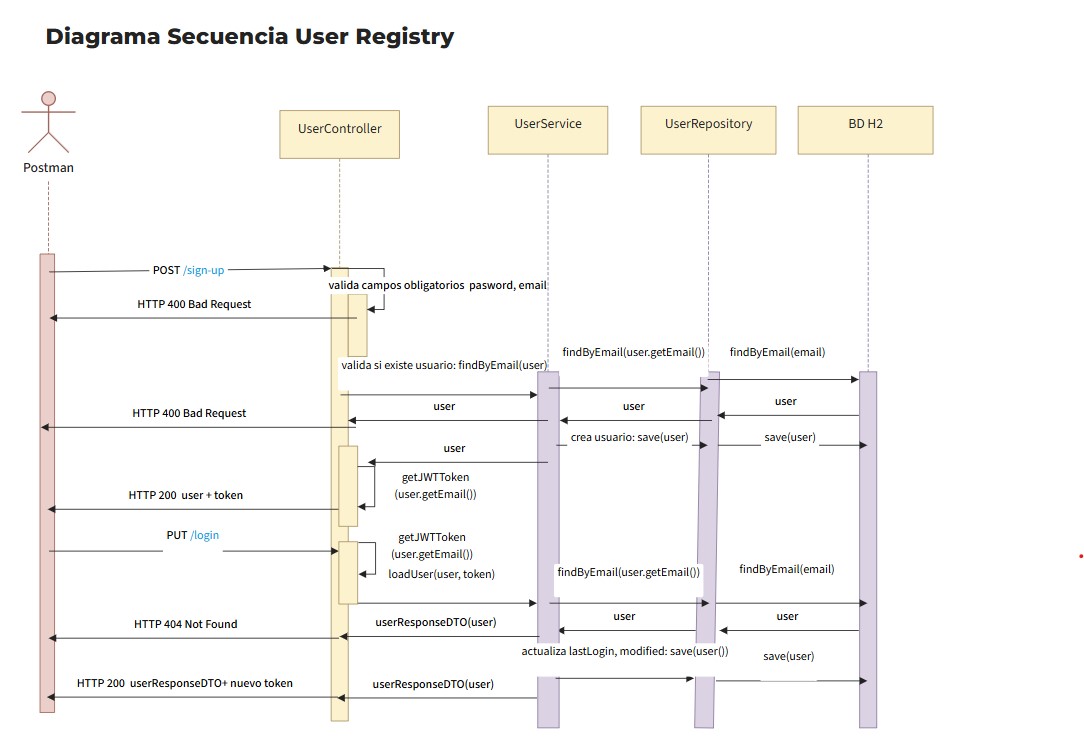 Diagrama Secuencia User Registry
Postman
UserController
UserService
UserRepository
BD H2
POST /sign-up
valida campos obligatorios pasword, email
HTTP 400 Bad Request
findByEmail(user.getEmail())
findByEmail(email)
valida si existe usuario: findByEmail(user)
user
user
user
HTTP 400 Bad Request
crea usuario: save(user)
save(user)
user
getJWTToken
(user.getEmail())
HTTP 200 user + token
PUT /login
getJWTToken
(user.getEmail())
loadUser(user, token)
findByEmail(user.getEmail())
findByEmail(email)
userResponseDTO(user)
user
user
HTTP 404 Not Found
actualiza lastLogin, modified: save(user())
save(user)
HTTP 200 userResponseDTO+ nuevo token
userResponseDTO(user)